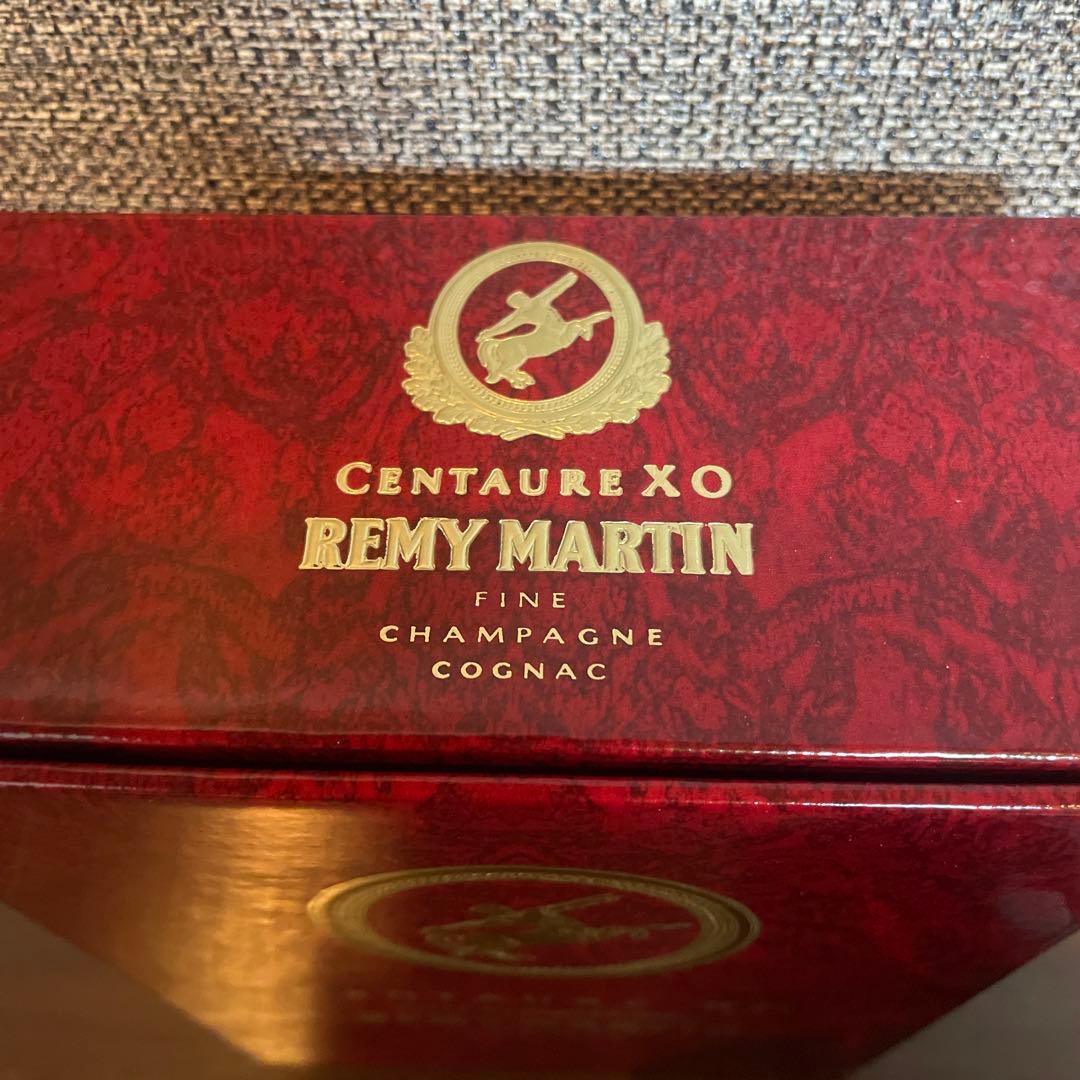 CENTAURE XO
REMY MARTIN
FINE
CHAMPAGNE
COGNAC